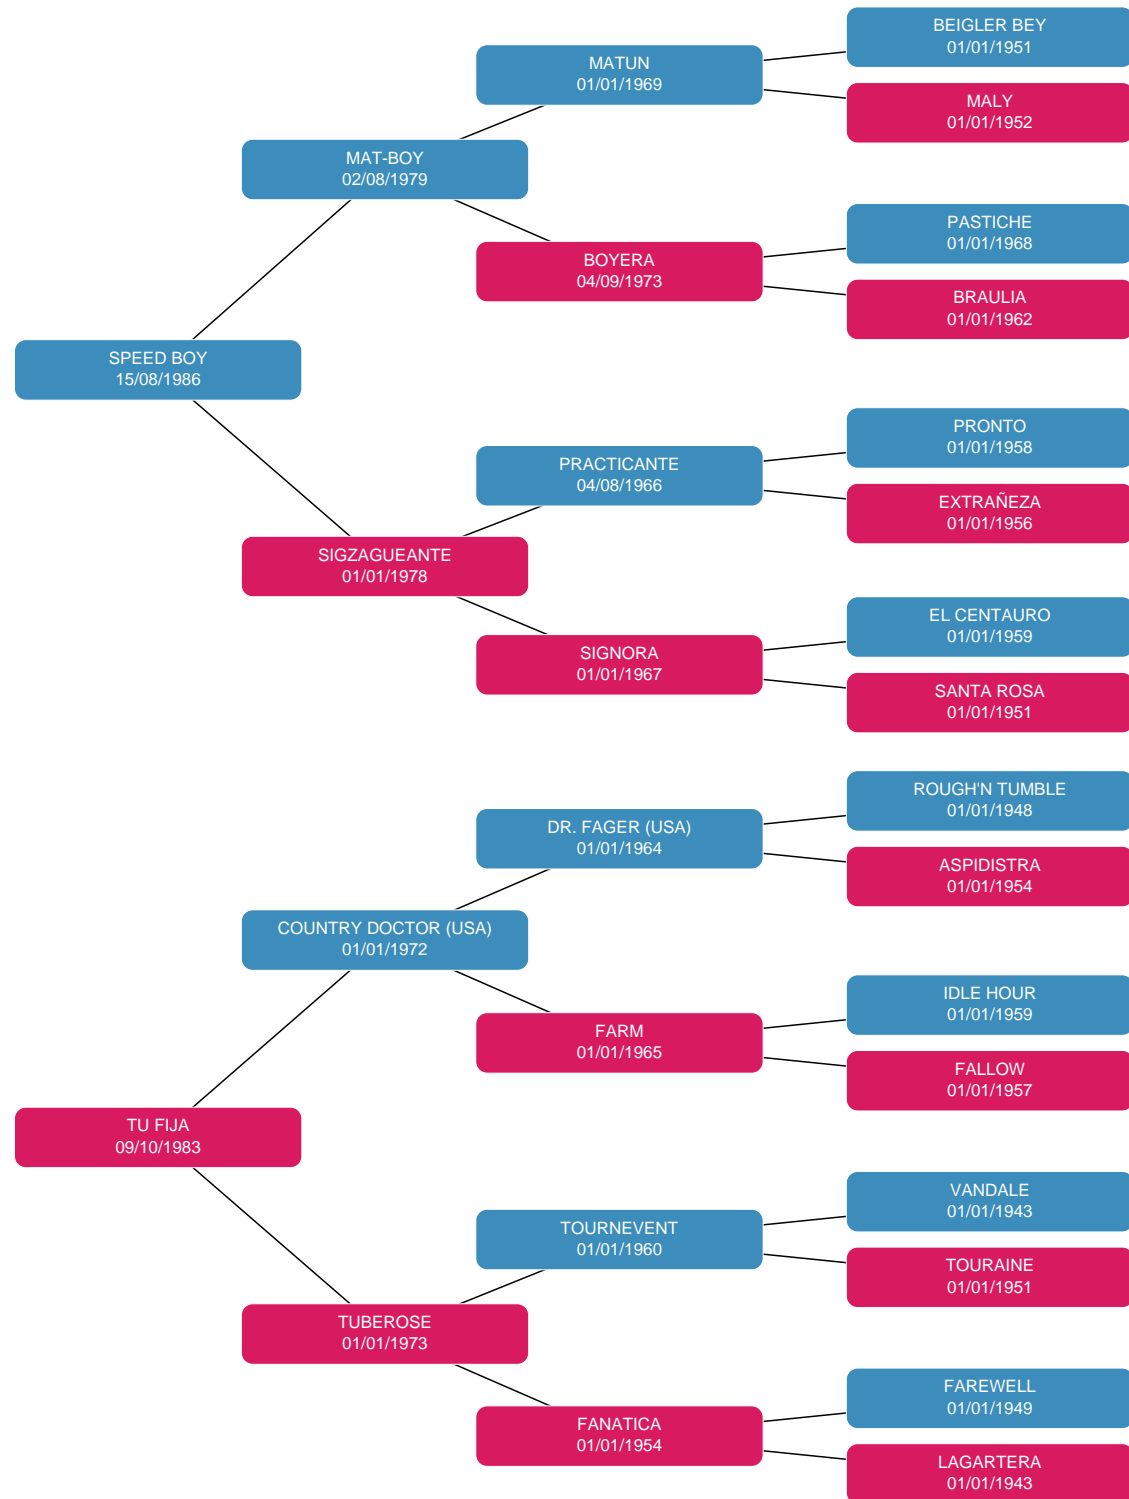 BEIGLER BEY
01/01/1951
MATUN
01/01/1969
MALY
01/01/1952
MAT-BOY
02/08/1979
PASTICHE
01/01/1968
BOYERA
04/09/1973
BRAULIA
01/01/1962
SPEED BOY
15/08/1986
PRONTO
01/01/1958
PRACTICANTE
04/08/1966
EXTRAÑEZA
01/01/1956
SIGZAGUEANTE
01/01/1978
EL CENTAURO
01/01/1959
SIGNORA
01/01/1967
SANTA ROSA
01/01/1951
ROUGH'N TUMBLE
01/01/1948
DR. FAGER (USA)
01/01/1964
ASPIDISTRA
01/01/1954
COUNTRY DOCTOR (USA)
01/01/1972
IDLE HOUR
01/01/1959
FARM
01/01/1965
FALLOW
01/01/1957
TU FIJA
09/10/1983
VANDALE
01/01/1943
TOURNEVENT
01/01/1960
TOURAINE
01/01/1951
TUBEROSE
01/01/1973
FAREWELL
01/01/1949
FANATICA
01/01/1954
LAGARTERA
01/01/1943